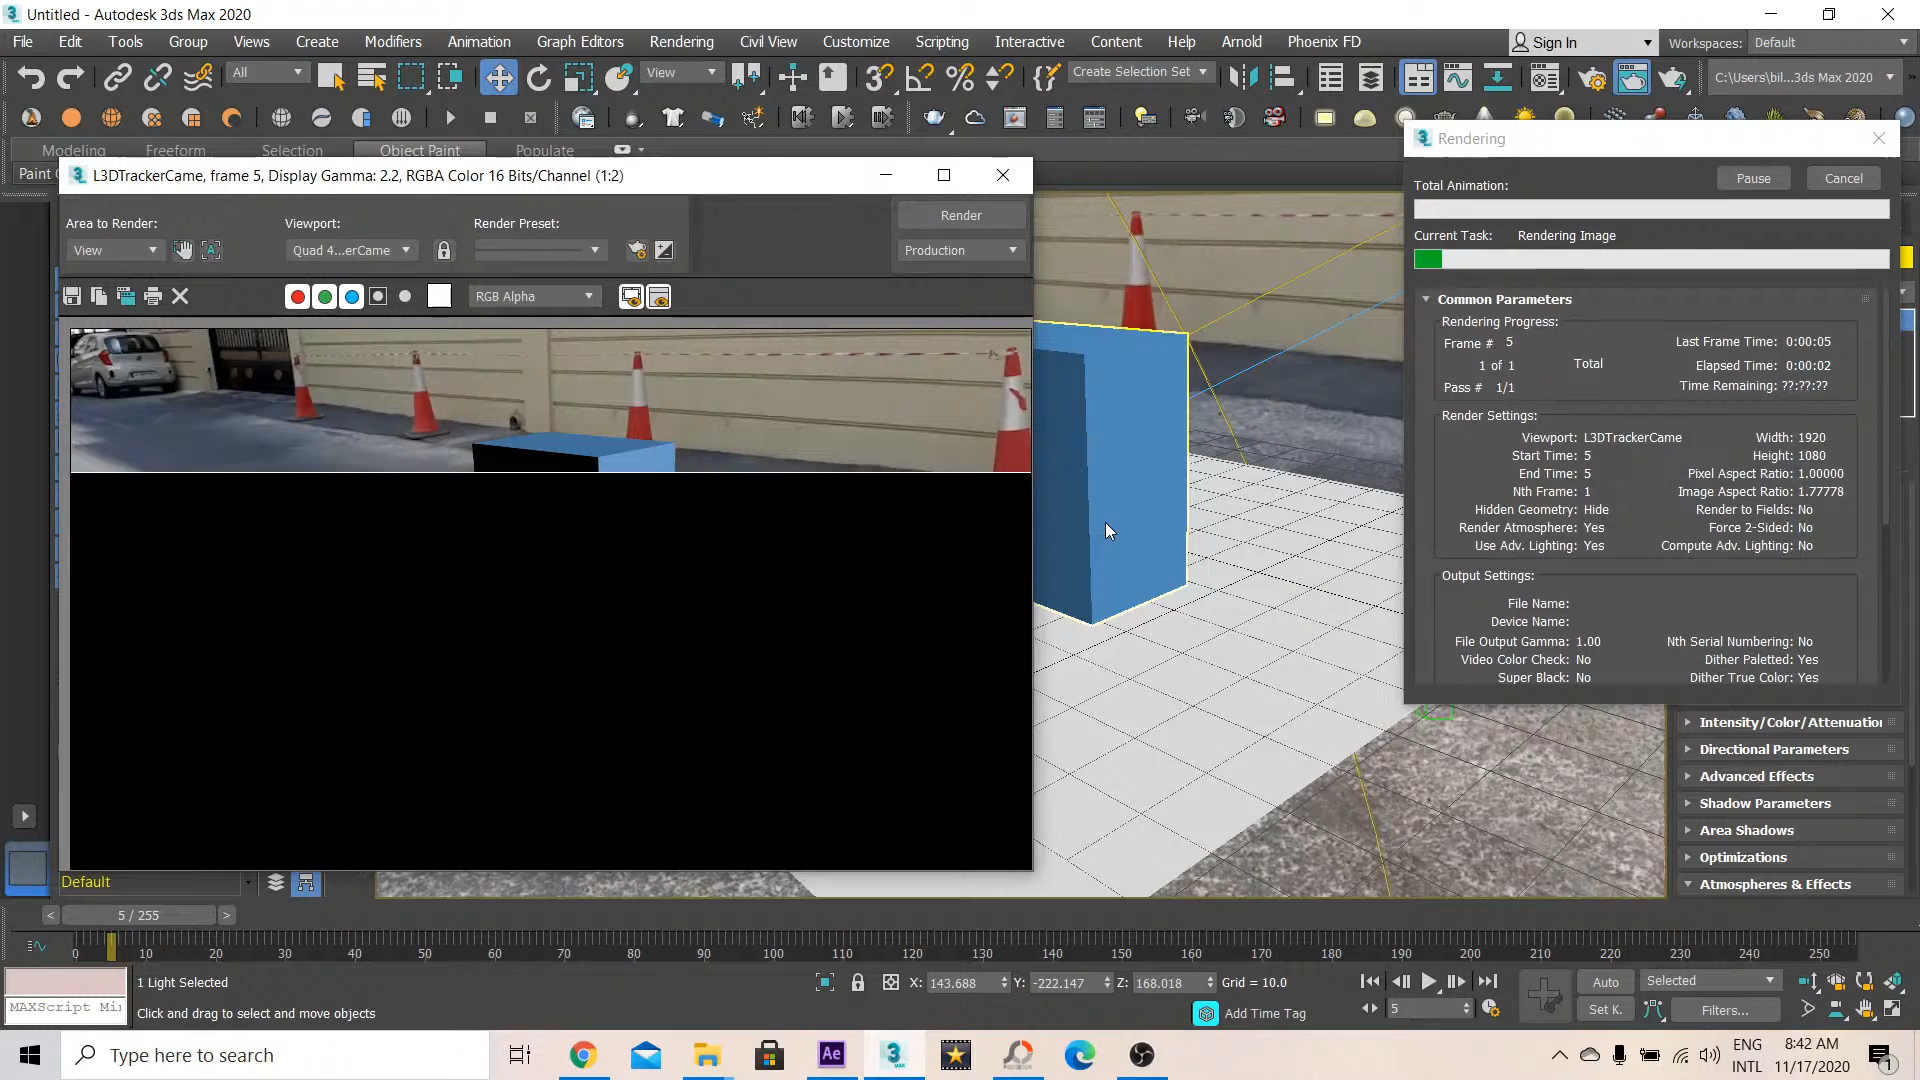 Untitled - Autodesk 3ds Max 2020
File Edit Tools Group Views Create Modifiers Animation Graph Editors Rendering Civil View Customize Scripting Interactive Content Help Arnold Phoenix FD
Sign In
Workspaces: Default
All
View
Create Selection Set
C:\Users\bil...3ds Max 2020
Modeling Freeform Selection Object Paint Populate
L3DTrackerCame, frame 5, Display Gamma: 2.2, RGBA Color 16 Bits/Channel (1:2)
Area to Render: Viewport: Render Preset:
Render
View Quad 4...erCame Production
RGB Alpha
Rendering
Total Animation: Pause Cancel
Current Task: Rendering Image
Common Parameters
Rendering Progress:
Frame # 5 Last Frame Time: 0:00:05
1 of 1 Total Elapsed Time: 0:00:02
Pass # 1/1 Time Remaining: ??:??:??
Render Settings:
Viewport: L3DTrackerCame Width: 1920
Start Time: 5 Height: 1080
End Time: 5 Pixel Aspect Ratio: 1.00000
Nth Frame: 1 Image Aspect Ratio: 1.77778
Hidden Geometry: Hide Render to Fields: No
Render Atmosphere: Yes Force 2-Sided: No
Use Adv. Lighting: Yes Compute Adv. Lighting: No
Output Settings:
File Name:
Device Name:
File Output Gamma: 1.00 Nth Serial Numbering: No
Video Color Check: No Dither Paletted: Yes
Super Black: No Dither True Color: Yes
Intensity/Color/Attenuation
Directional Parameters
Advanced Effects
Shadow Parameters
Area Shadows
Optimizations
Atmospheres & Effects
Default
< 5 / 255 >
0 10 20 30 40 50 60 70 80 90 100 110 120 130 140 150 160 170 180 190 200 210 220 230 240 250
1 Light Selected
X: 143.688 Y: -222.147 Z: 168.018 Grid = 10.0
Auto Selected
MAXScript Mi
Click and drag to select and move objects
Add Time Tag
5
Set K. Filters...
Type here to search
Ae
MAX
ENG
INTL
8:42 AM
11/17/2020
1